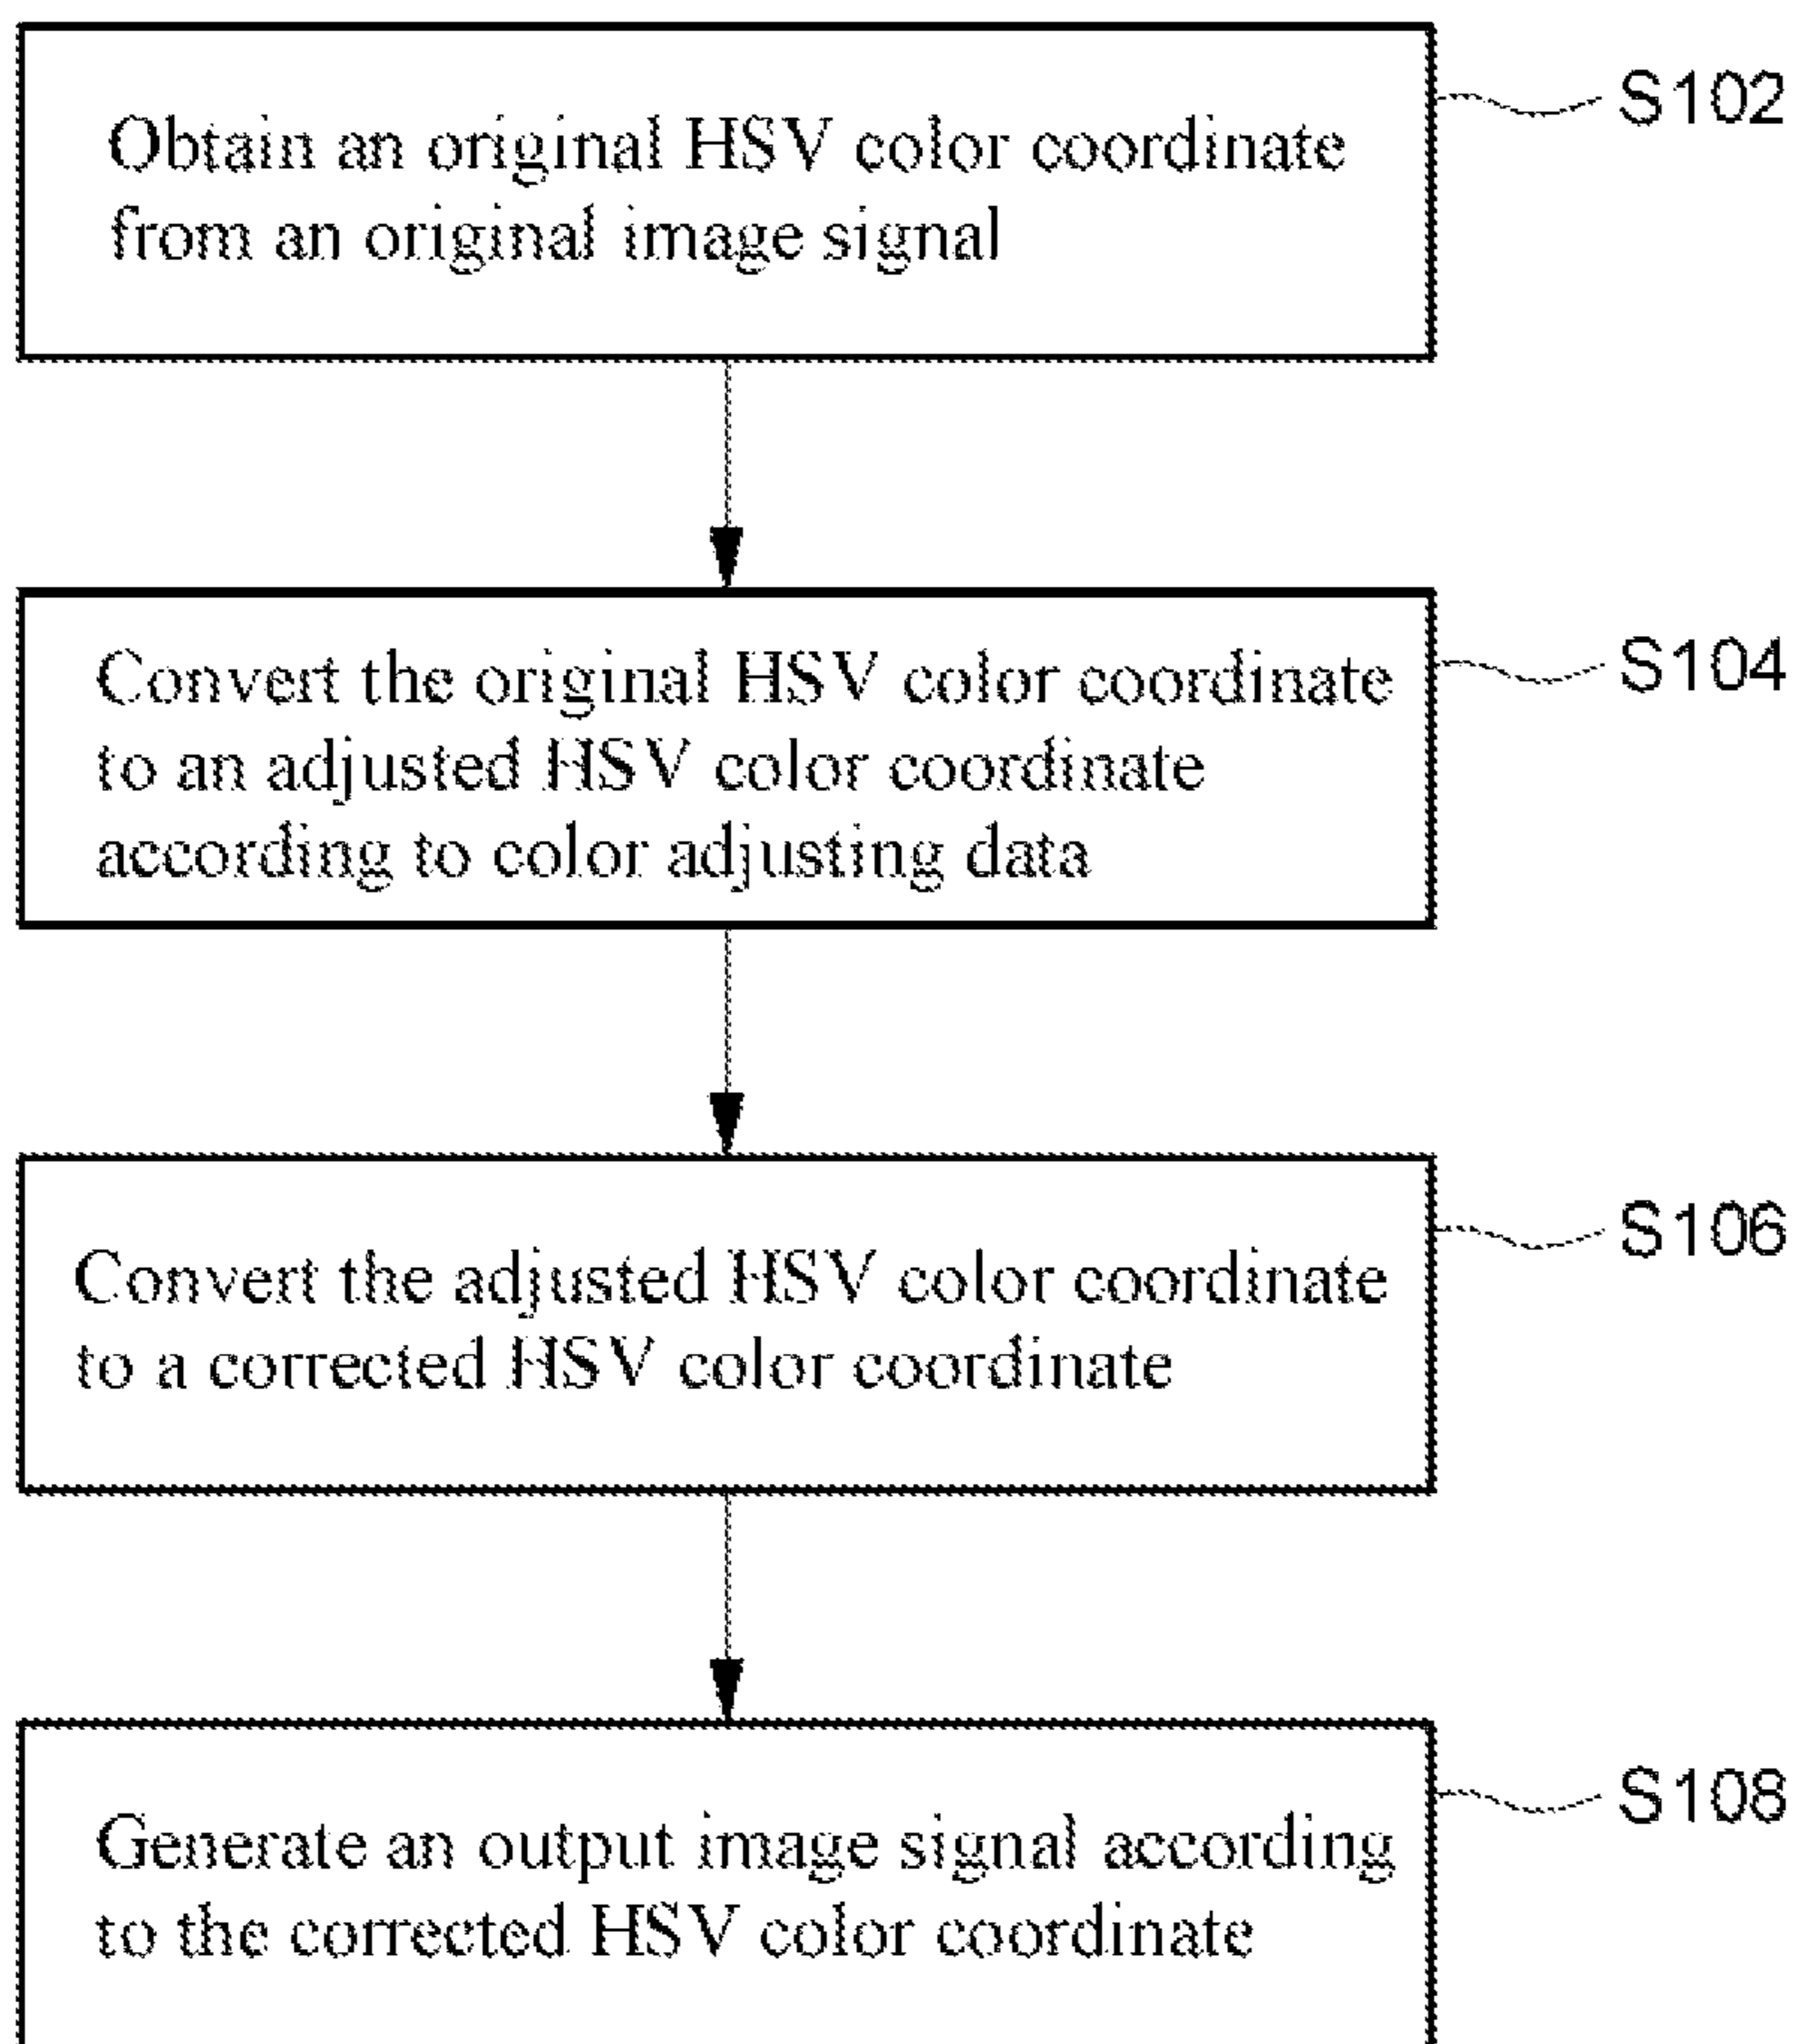 Obtain an original HSV color coordinate
from an original image signal
S102
Convert the original HSV color coordinate
to an adjusted HSV color coordinate
according to color adjusting data
S104
Convert the adjusted HSV color coordinate
to a corrected HSV color coordinate
S106
Generate an output image signal according
to the corrected HSV color coordinate
S108